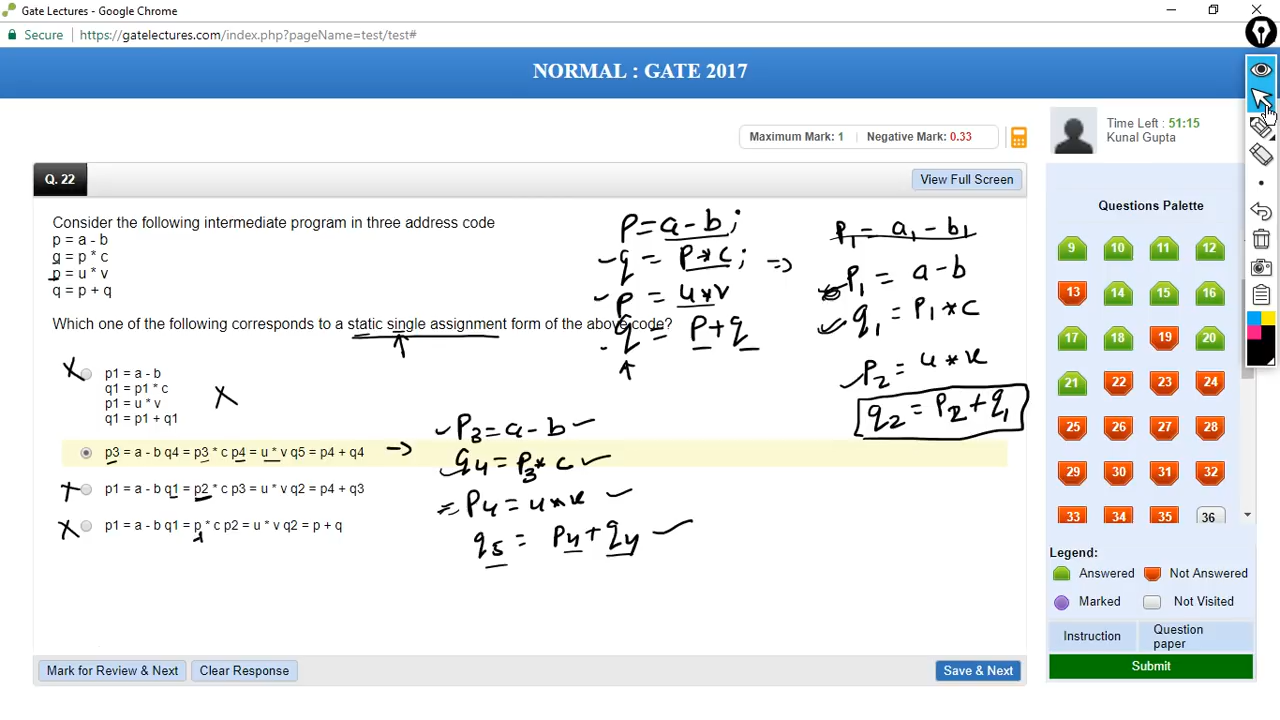 Gate Lectures - Google Chrome
Secure https://gatelectures.com/index.php?pageName=test/test#
NORMAL : GATE 2017
Maximum Mark: 1 Negative Mark: 0.33
Time Left : 51:15
Kunal Gupta
Q. 22
View Full Screen
Questions Palette
Consider the following intermediate program in three address code
p = a - b
q = p * c
p = u * v
q = p + q
Which one of the following corresponds to a static single assignment form of the above code?
p1 = a - b
q1 = p1 * c
p1 = u * v
q1 = p1 + q1
p3 = a - b q4 = p3 * c p4 = u * v q5 = p4 + q4
p1 = a - b q1 = p2 * c p3 = u * v q2 = p4 + q3
p1 = a - b q1 = p * c p2 = u * v q2 = p + q
p = a - b ;
q = p * c ; =>
p = u * v
q = p + q
p1 = a1 - b1
p1 = a - b
q1 = p1 * c
p2 = u * v
q2 = p2 + q1
p3 = a - b
q4 = p3 * c
p4 = u * v
q5 = p4 + q4
9 10 11 12
13 14 15 16
17 18 19 20
21 22 23 24
25 26 27 28
29 30 31 32
33 34 35 36
Legend:
Answered Not Answered
Marked Not Visited
Instruction Question paper
Submit
Mark for Review & Next Clear Response Save & Next